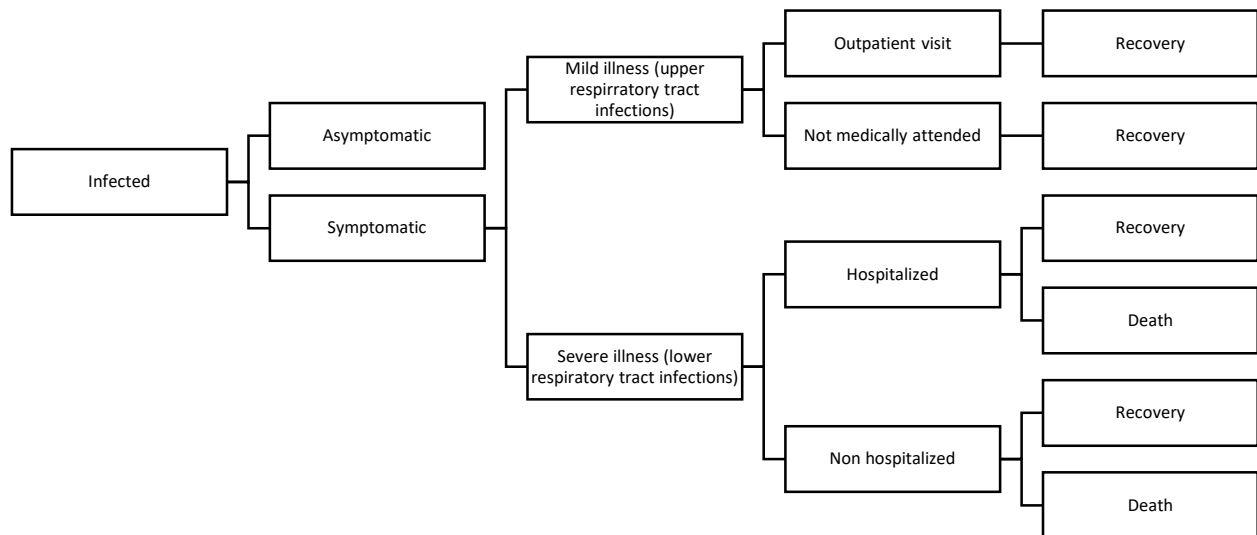 Infected
Asymptomatic
Symptomatic
Mild illness (upper
respirratory tract
infections)
Severe illness (lower
respiratory tract infections)
Outpatient visit
Not medically attended
Hospitalized
Non hospitalized
Recovery
Recovery
Recovery
Death
Recovery
Death